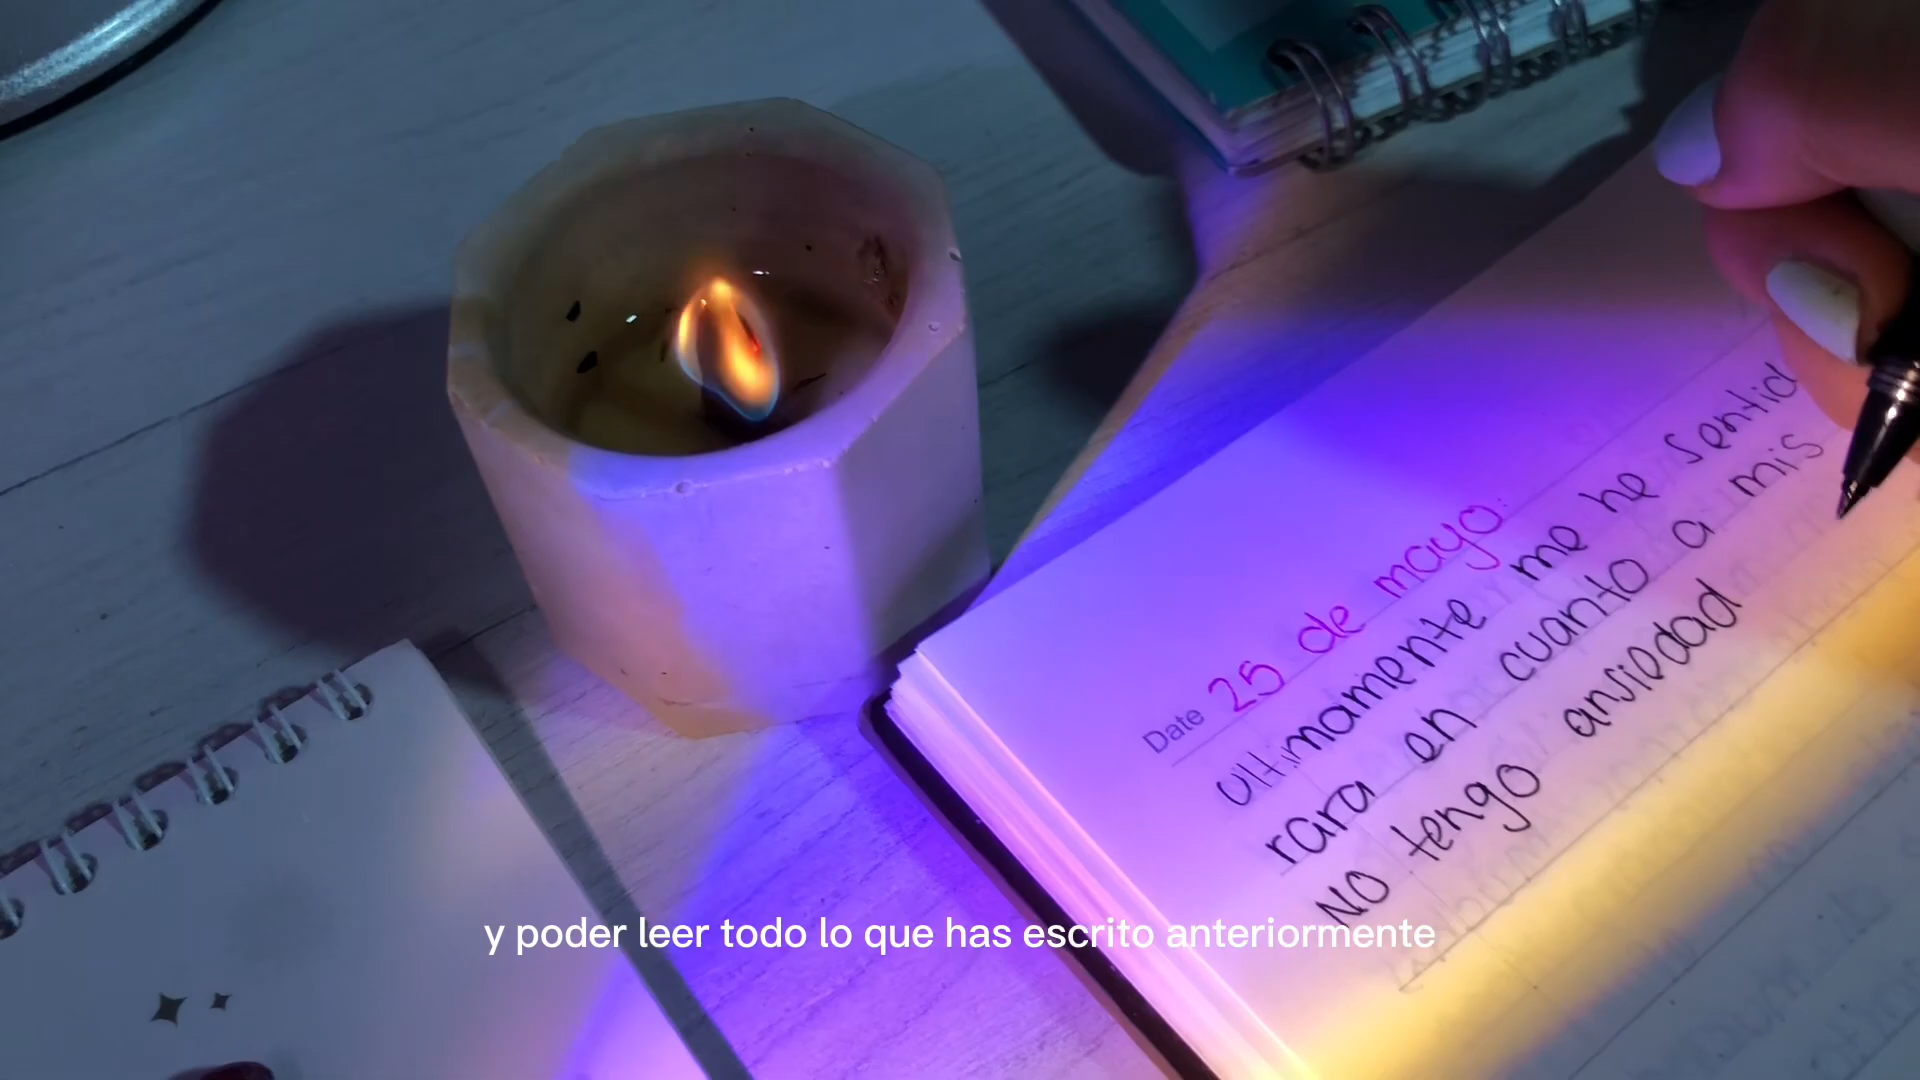 Date 25 de mayo:
Ultimamente me he sentid
rara en cuanto a mis
No tengo ansiedad
y poder leer todo lo que has escrito anteriormente